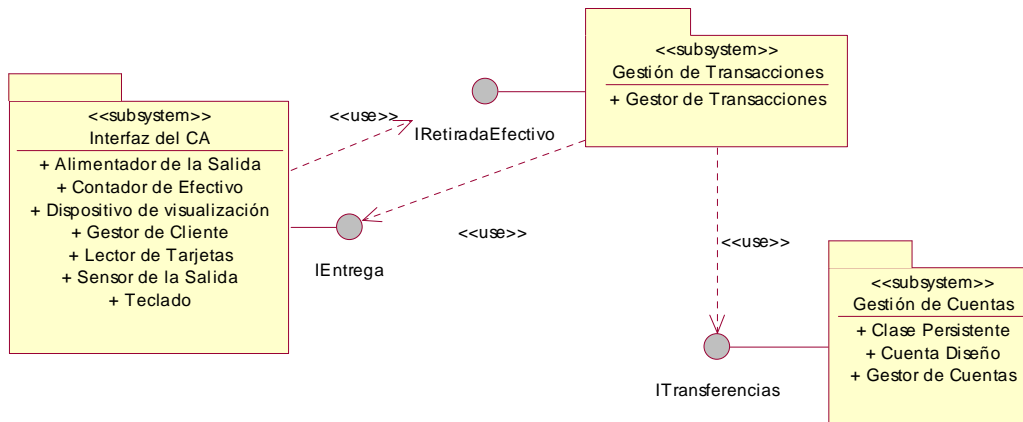 <<subsystem>>
Gestión de Transacciones
+ Gestor de Transacciones
<<subsystem>>
Interfaz del CA
+ Alimentador de la Salida
+ Contador de Efectivo
+ Dispositivo de visualización
+ Gestor de Cliente
+ Lector de Tarjetas
+ Sensor de la Salida
+ Teclado
<<use>>
IRetiradaEfectivo
<<use>>
IEntrega
<<use>>
<<subsystem>>
Gestión de Cuentas
+ Clase Persistente
+ Cuenta Diseño
+ Gestor de Cuentas
ITransferencias